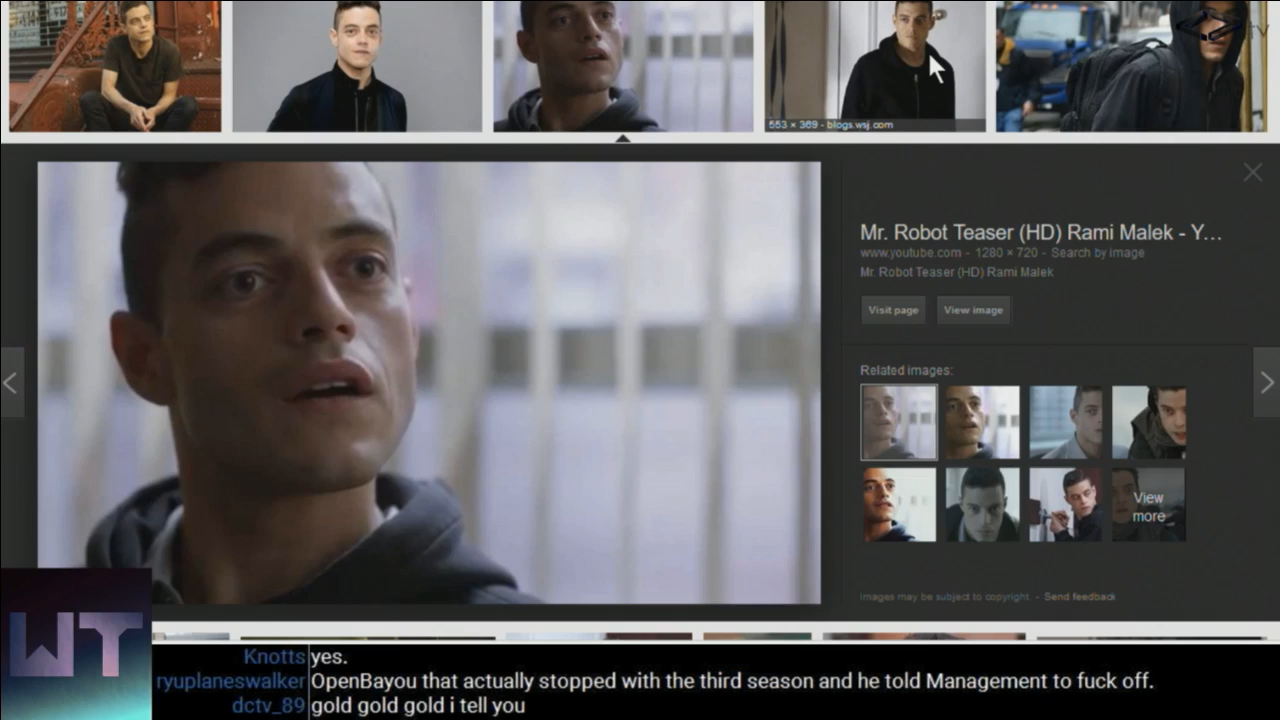 TV
553 × 369 - blogs.wsj.com
Mr. Robot Teaser (HD) Rami Malek - Y…
www.youtube.com - 1280 × 720 - Search by image
Mr. Robot Teaser (HD) Rami Malek
Visit page
View image
Related images:
View
more
Images may be subject to copyright. - Send feedback
WT
Knotts yes.
ryuplaneswalker OpenBayou that actually stopped with the third season and he told Management to fuck off.
dctv_89 gold gold gold i tell you